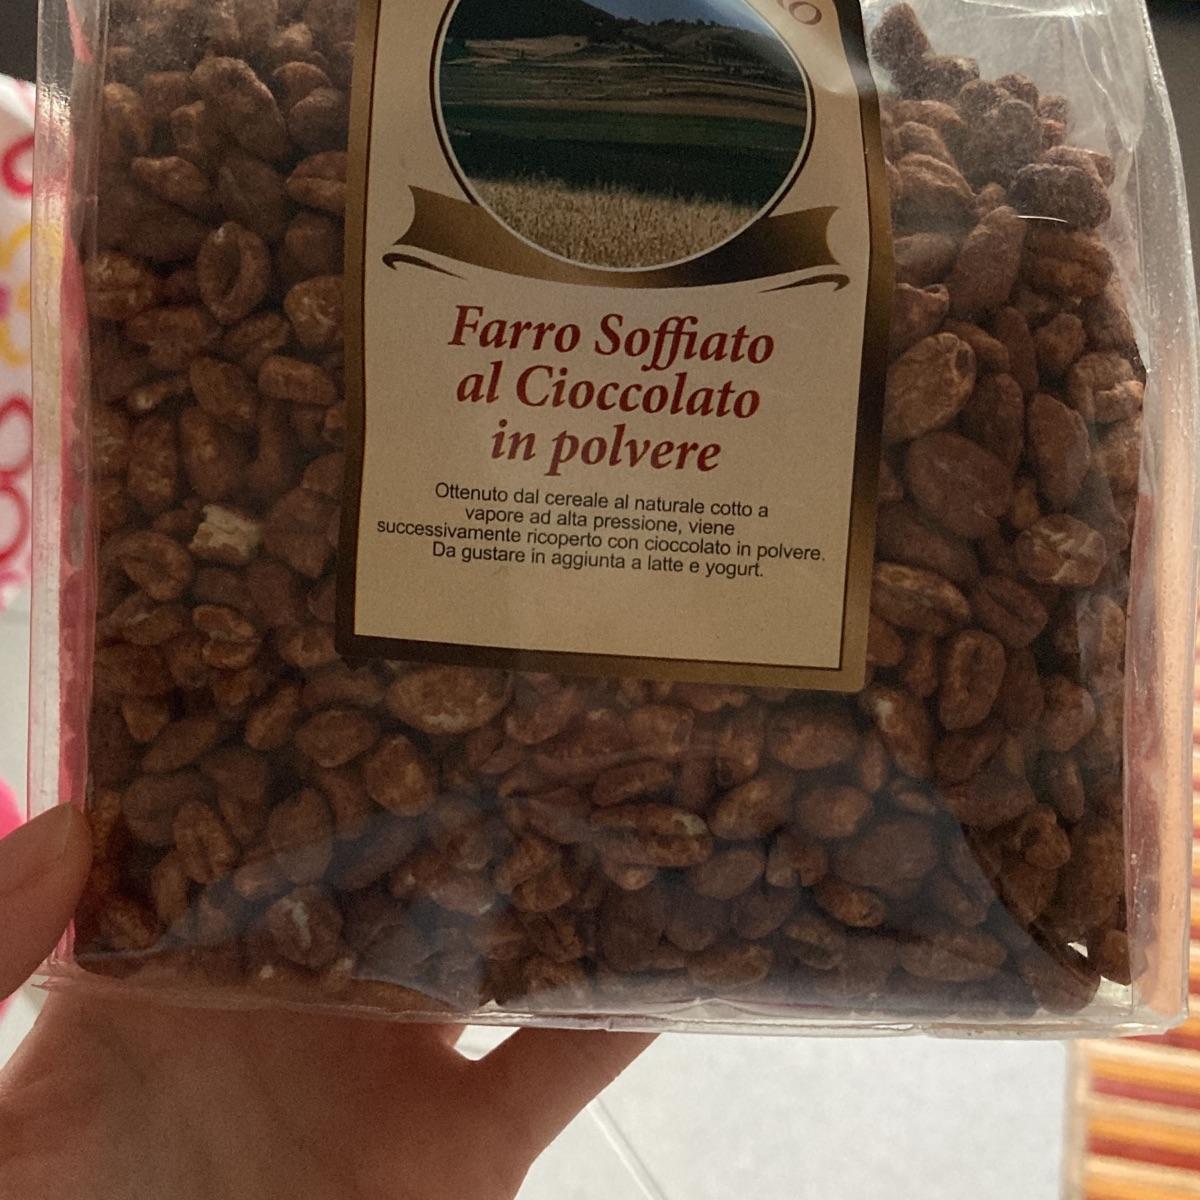 Farro Soffiato
al Cioccolato
in polvere
Ottenuto dal cereale al naturale cotto a
vapore ad alta pressione, viene
successivamente ricoperto con cioccolato in polvere.
Da gustare in aggiunta a latte e yogurt.